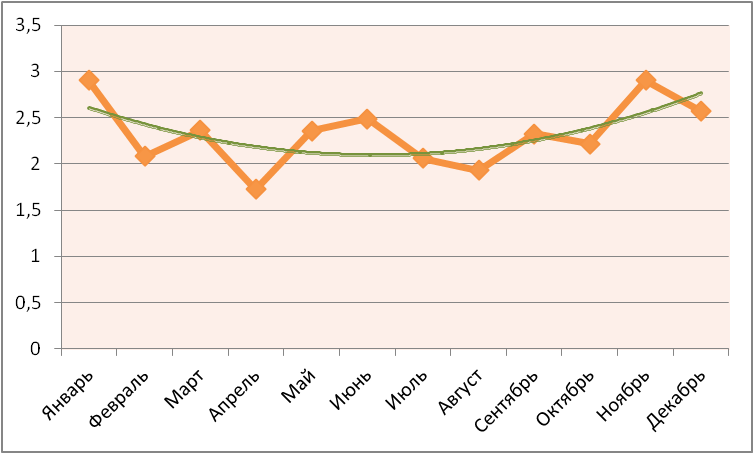 3,5
3
2,5
2
1,5
1
0,5
0
Январь
Февраль
Март
Апрель
Май
Июнь
Июль
Август
Сентябрь
Октябрь
Ноябрь
Декабрь